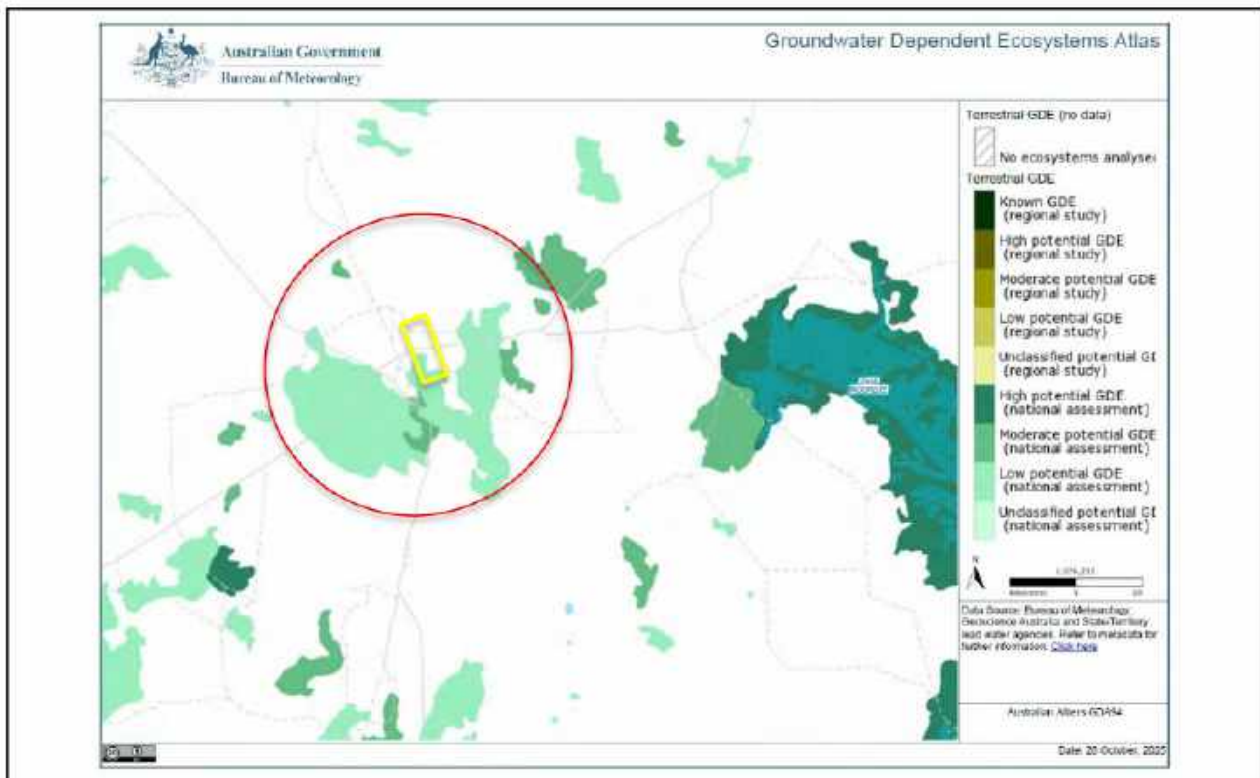 Australian Government
Bureau of Meteorology
Groundwater Dependent Ecosystems Atlas
Terrestrial GDE (no data)
No ecosystems analyse
Terrestrial GDE
Known GDE
(regional study)
High potential GDE
(regional study)
Moderate potential GDE
(regional study)
Low potential GDE
(regional study)
Unclassified potential GI
(regional study)
High potential GDE
(national assessment)
Moderate potential GDE
(national assessment)
Low potential GDE
(national assessment)
Unclassified potential GI
(national assessment)
N
Data Source: Bureau of Meteorology
Geoscience Australia and State/Territory
lead water agencies. Refer to metadata for
further information. Click here
Australian Albers GDA94
Date: 20 October, 2025